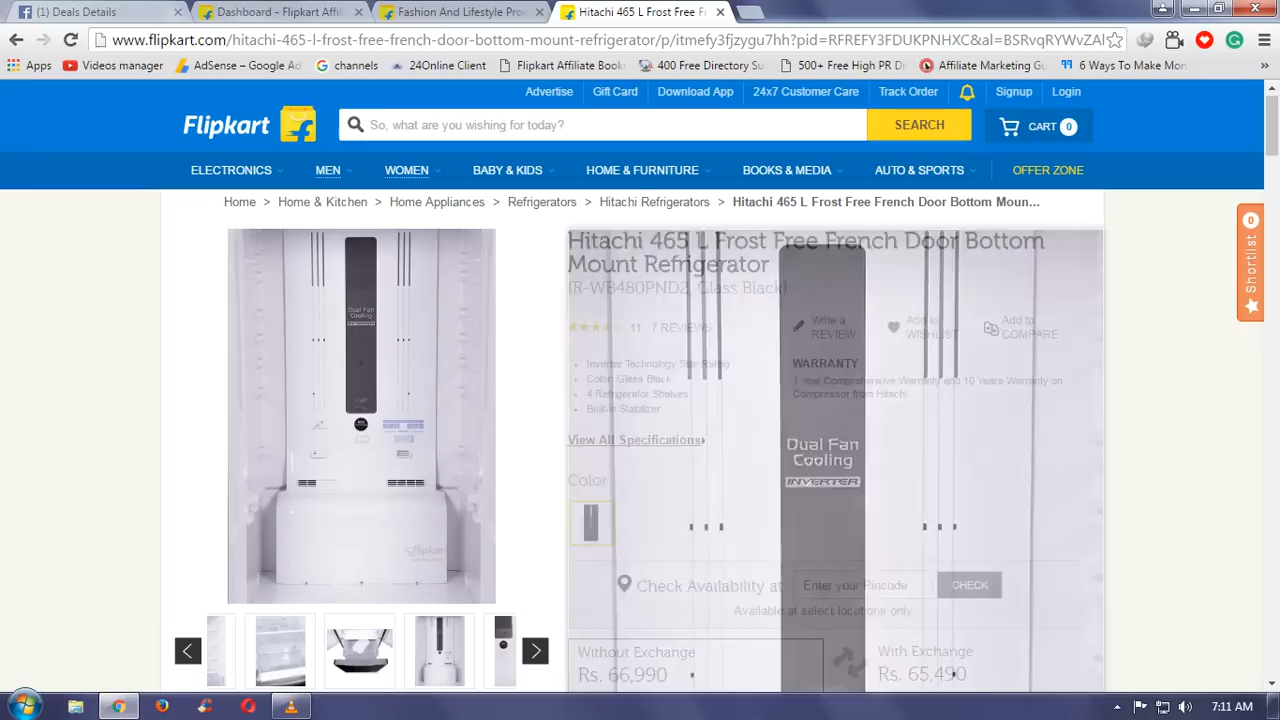 Deals Details
Dashboard - Flipkart Affil
Fashion And Lifestyle Pro
Hitachi 465 L Frost Free F
www.flipkart.com/hitachi-465-l-frost-free-french-door-bottom-mount-refrigerator/p/itmefy3fjzygu7hh?pid=RFREFY3FDUKPNHXC&al=BSRvqRYWvZAl
Apps
Videos manager
AdSense – Google Ad
channels
24Online Client
Flipkart Affiliate Book
400 Free Directory Su
500+ Free High PR Di
Affiliate Marketing Gu
6 Ways To Make Mon
»
Advertise
Gift Card
Download App
24x7 Customer Care
Track Order
Signup
Login
Flipkart
So, what are you wishing for today?
SEARCH
CART 0
ELECTRONICS
MEN
WOMEN
BABY & KIDS
HOME & FURNITURE
BOOKS & MEDIA
AUTO & SPORTS
OFFER ZONE
Home > Home & Kitchen > Home Appliances > Refrigerators > Hitachi Refrigerators > Hitachi 465 L Frost Free French Door Bottom Moun...
0
Shortlist
Dual Fan
Cooling
INVERTER
flipkart
Hitachi 465 L Frost Free French Door Bottom
Mount Refrigerator
(R-WB480PND2, Glass Black)
11 7 REVIEWS
Write a
REVIEW
Add to
WISHLIST
Add to
COMPARE
Inverter Technology Star Rating
Color: Glass Black
4 Refrigerator Shelves
Built-in Stabilizer
WARRANTY
1 Year Comprehensive Warranty and 10 Years Warranty on
Compressor from Hitachi
View All Specifications
Dual Fan
Cooling
INVERTER
Color
Check Availability at
Enter your Pincode
CHECK
Available at select locations only
Without Exchange
Rs. 66,990
With Exchange
Rs. 65,490
7:11 AM